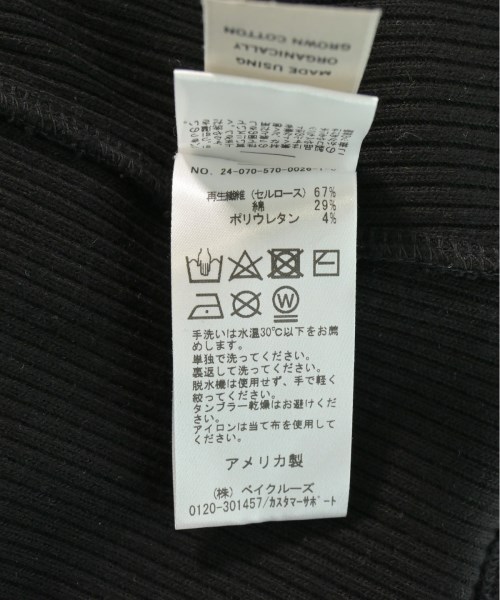 MADE USING
ORGANICALLY
GROWN COTTON
NO. 24-070-570-0026
再生繊維（セルロース） 67%
綿 29%
ポリウレタン 4%
W
手洗いは水温30℃以下をお薦
めします。
単独で洗ってください。
裏返して洗ってください。
脱水機は使用せず、手で軽く
絞ってください。
タンブラー乾燥はお避けくだ
さい。
アイロンは当て布を使用して
ください。
アメリカ製
（株）ベイクルーズ
0120-301457/カスタマーサポート